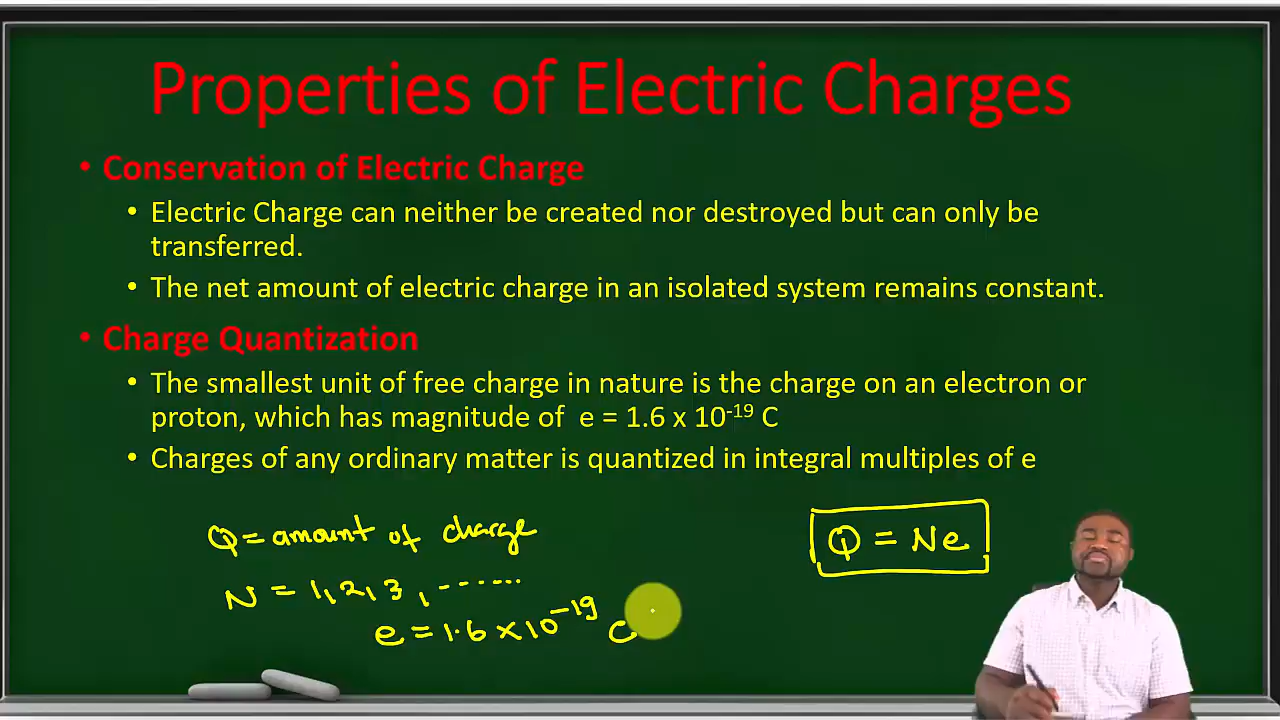 Properties of Electric Charges
• Conservation of Electric Charge
• Electric Charge can neither be created nor destroyed but can only be
transferred.
• The net amount of electric charge in an isolated system remains constant.
• Charge Quantization
• The smallest unit of free charge in nature is the charge on an electron or
proton, which has magnitude of e = 1.6 x 10⁻¹⁹ C
• Charges of any ordinary matter is quantized in integral multiples of e
Q = amount of charge
N = 1, 2, 3, .......
e = 1.6 × 10⁻¹⁹ C
Q = Ne